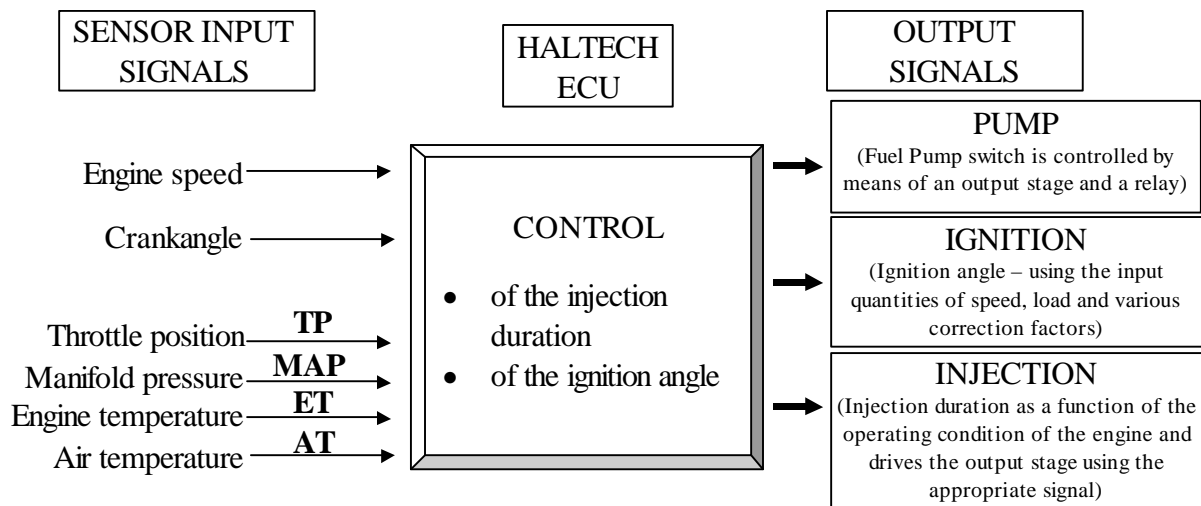 SENSOR INPUT
SIGNALS
HALTECH
ECU
OUTPUT
SIGNALS
Engine speed
Crankangle
Throttle position TP
Manifold pressure MAP
Engine temperature ET
Air temperature AT
CONTROL
• of the injection
duration
• of the ignition angle
PUMP
(Fuel Pump switch is controlled by
means of an output stage and a relay)
IGNITION
(Ignition angle – using the input
quantities of speed, load and various
correction factors)
INJECTION
(Injection duration as a function of the
operating condition of the engine and
drives the output stage using the
appropriate signal)